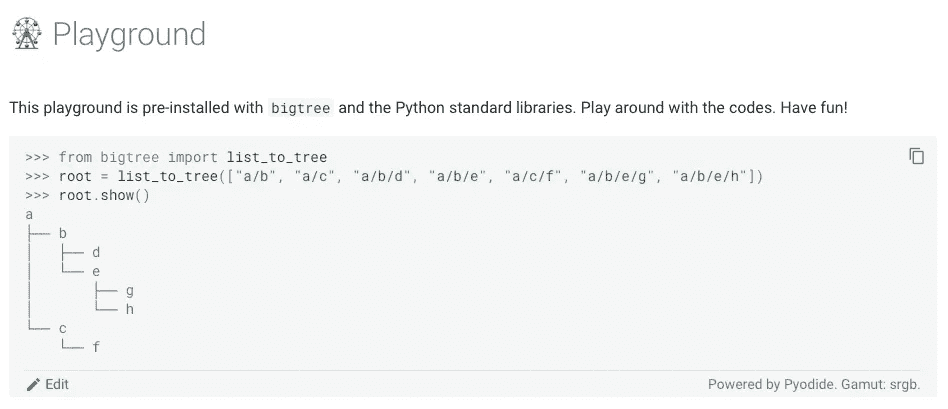 Playground
This playground is pre-installed with bigtree and the Python standard libraries. Play around with the codes. Have fun!
>>> from bigtree import list_to_tree
>>> root = list_to_tree(["a/b", "a/c", "a/b/d", "a/b/e", "a/c/f", "a/b/e/g", "a/b/e/h"])
>>> root.show()
a
├── b
│   ├── d
│   └── e
│       ├── g
│       └── h
└── c
    └── f
Edit
Powered by Pyodide. Gamut: srgb.